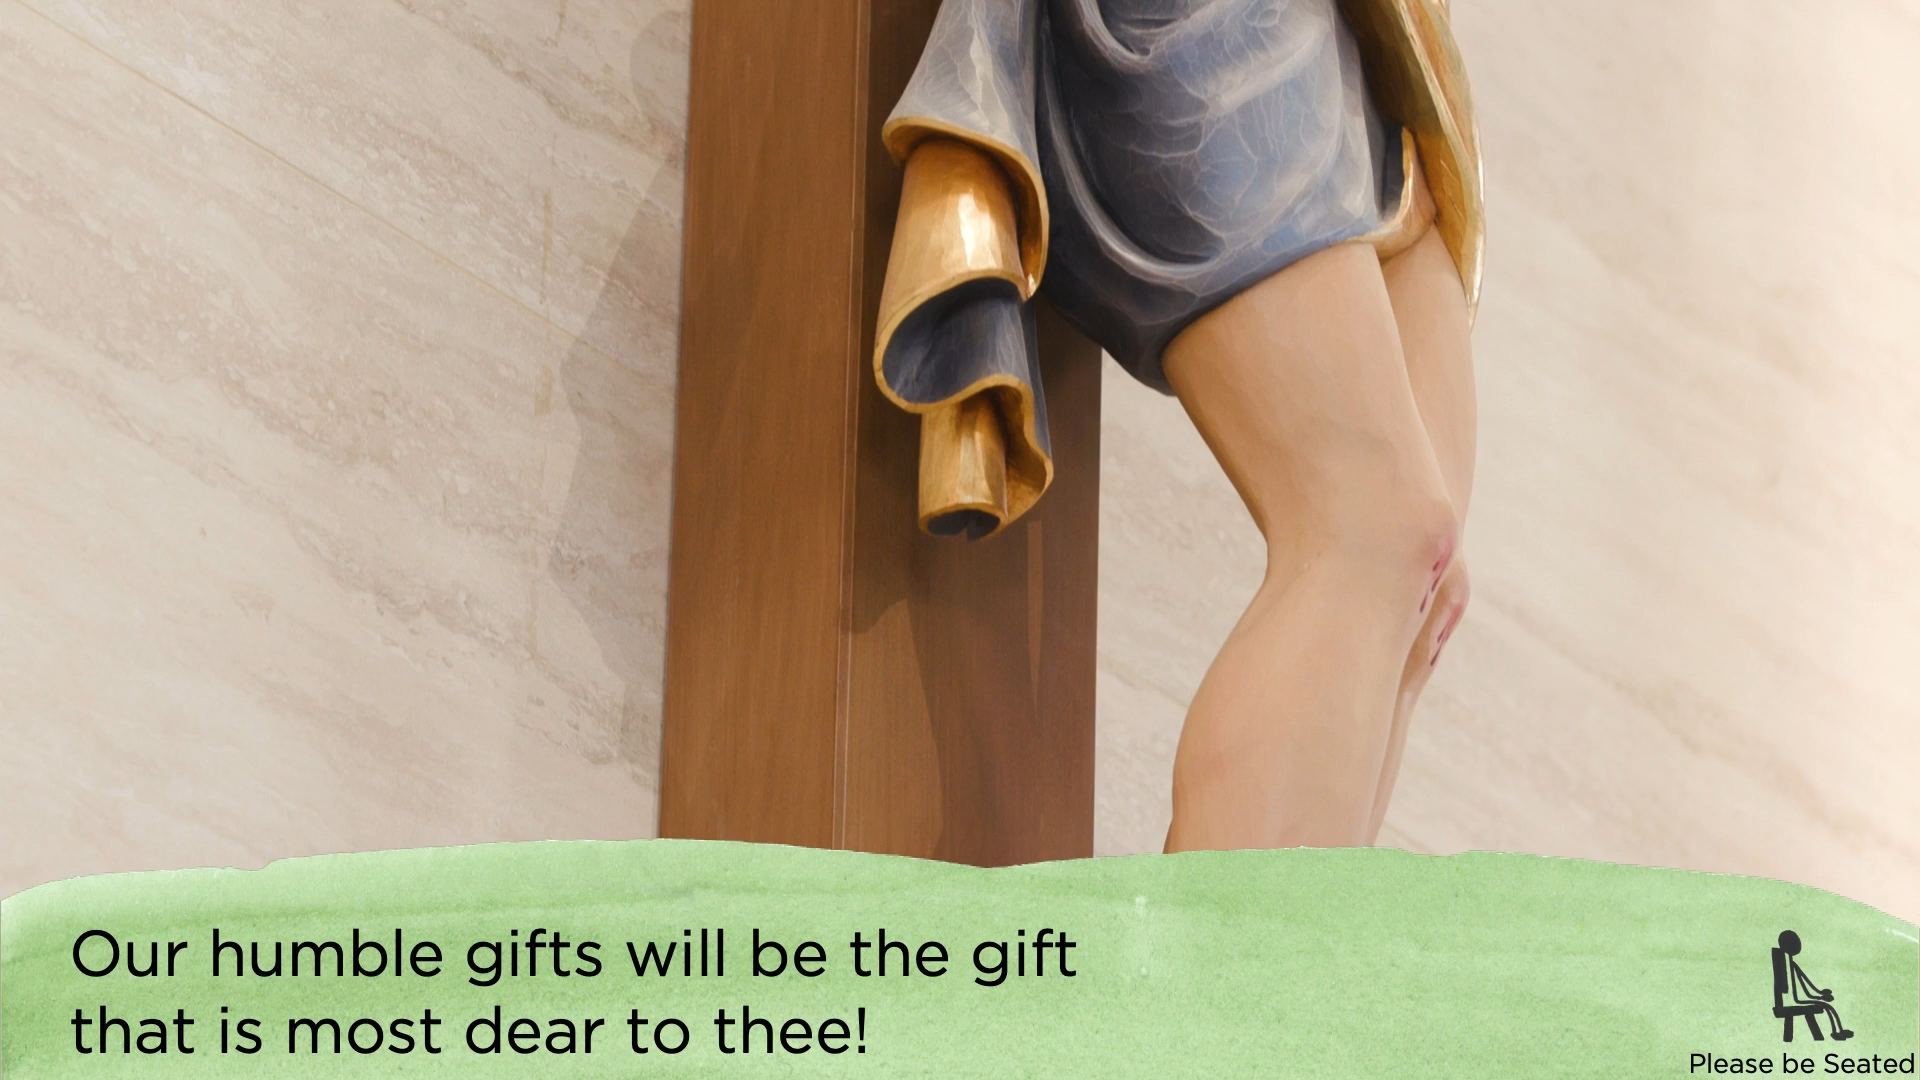 Our humble gifts will be the gift
that is most dear to thee!
Please be Seated